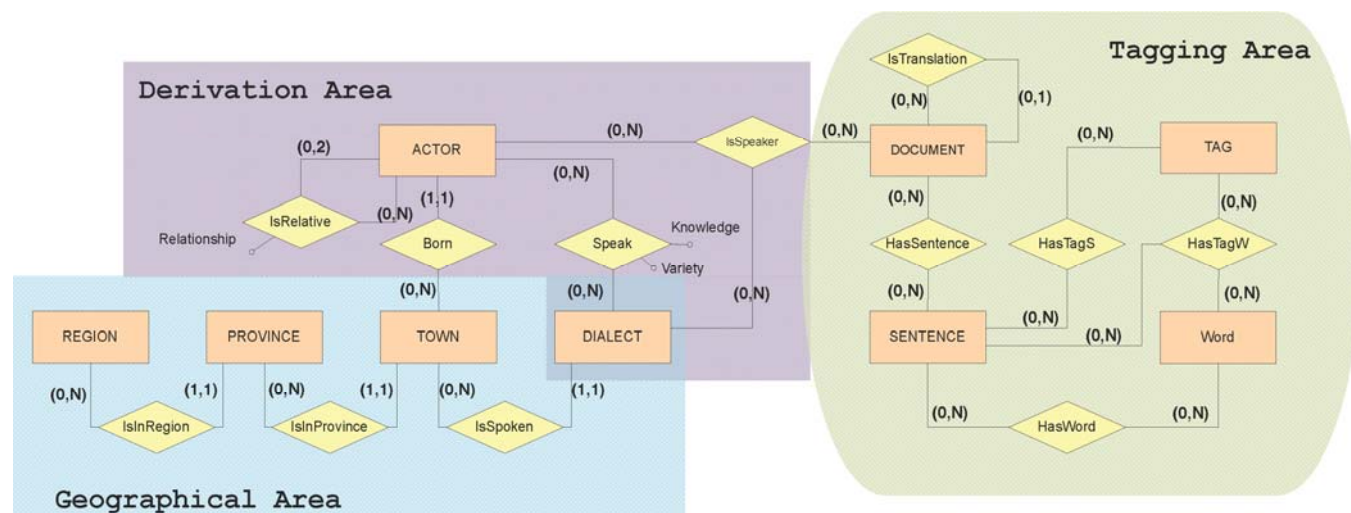 IsTranslation
Tagging Area
Derivation Area
(0,N)
(0,1)
(0,N)
(0,N)
(0,N)
ACTOR
IsSpeaker
DOCUMENT
TAG
(0,2)
(0,N)
(1,1)
(0,N)
(0,N)
(0,N)
IsRelative
Relationship
Born
Speak
Knowledge
Variety
HasSentence
HasTagS
HasTagW
(0,N)
(0,N)
(0,N)
(0,N)
(0,N)
REGION
PROVINCE
TOWN
DIALECT
SENTENCE
(0,N)
(0,N)
Word
(0,N)
(1,1)
(0,N)
(1,1)
(0,N)
(1,1)
(0,N)
(0,N)
IsInRegion
IsInProvince
IsSpoken
HasWord
Geographical Area